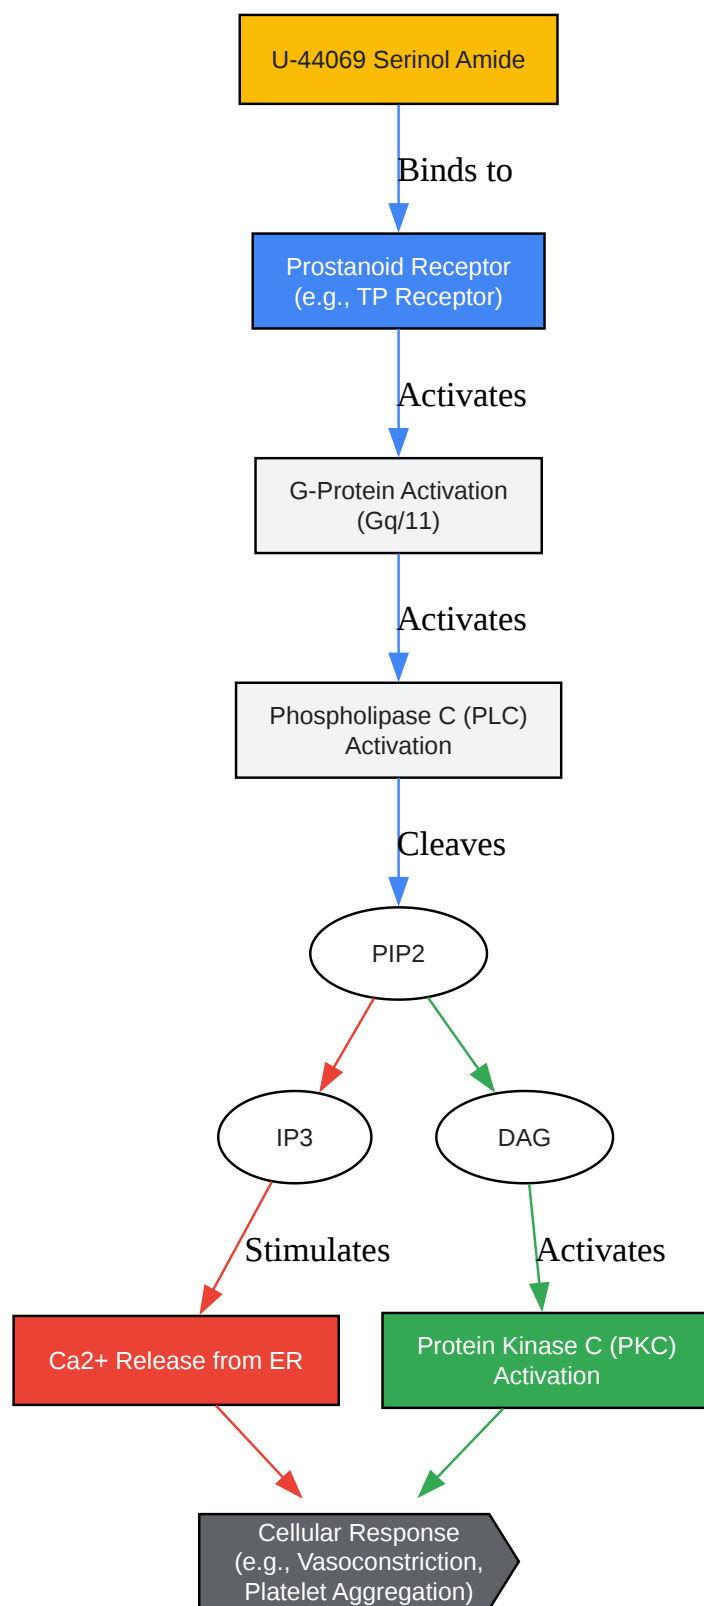 U-44069 Serinol Amide
Binds to
Prostanoid Receptor
(e.g., TP Receptor)
Activates
G-Protein Activation
(Gq/11)
Activates
Phospholipase C (PLC)
Activation
Cleaves
PIP2
IP3
DAG
Stimulates
Activates
Ca2+ Release from ER
Protein Kinase C (PKC)
Activation
Cellular Response
(e.g., Vasoconstriction,
Platelet Aggregation)